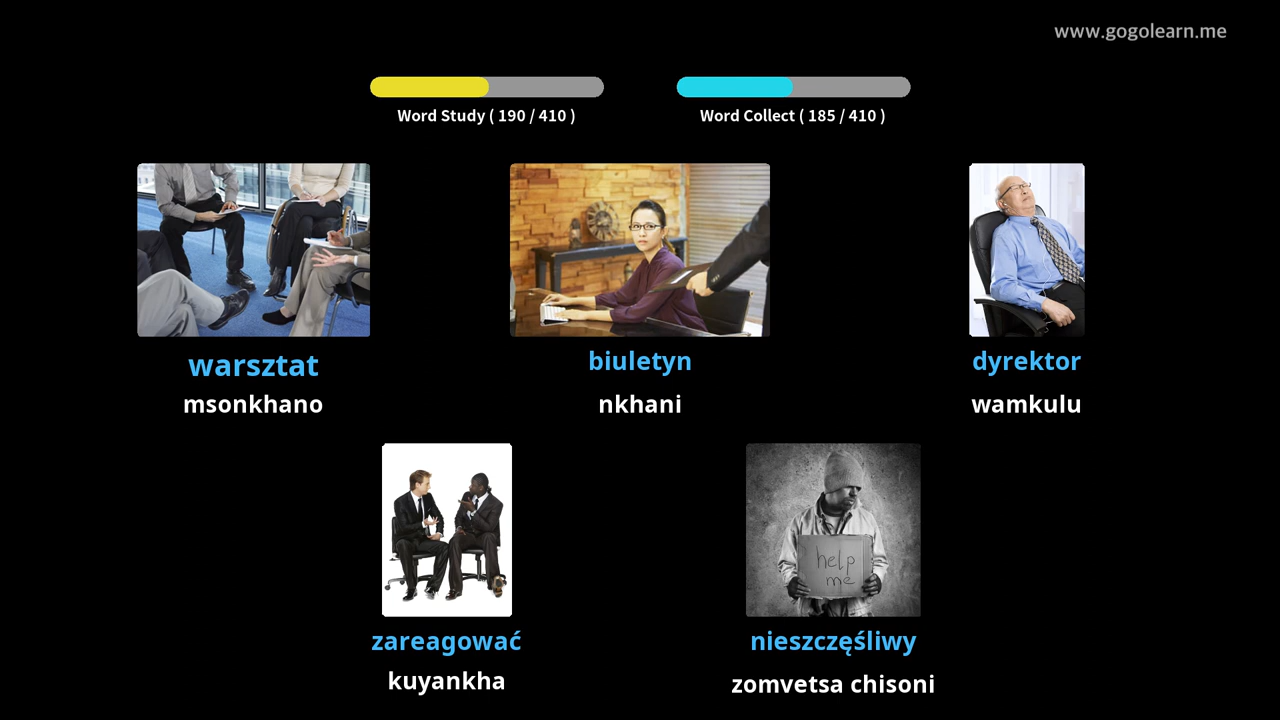 www.gogolearn.me
Word Study ( 190 / 410 )
Word Collect ( 185 / 410 )
warsztat
msonkhano
biuletyn
nkhani
dyrektor
wamkulu
help
me
zareagować
kuyankha
nieszczęśliwy
zomvetsa chisoni